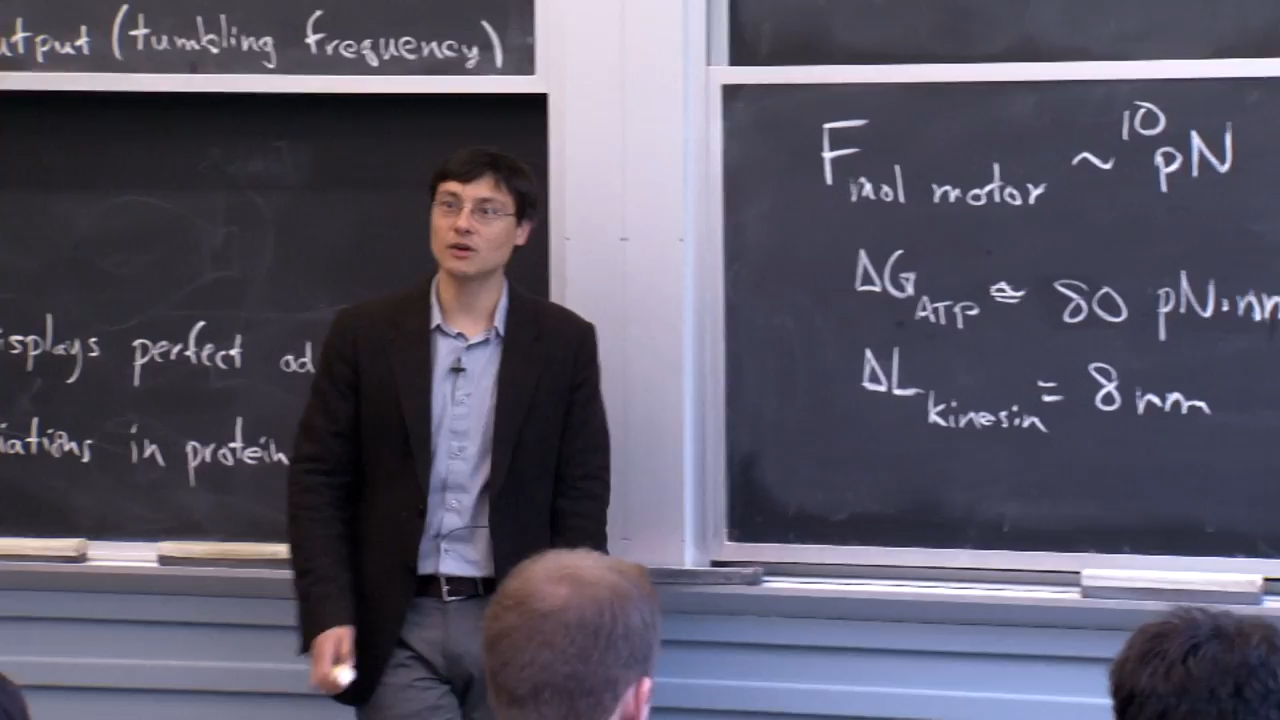 utput (tumbling frequency)
isplays perfect ad
iations in protein
F mol motor ~ 10 pN
ΔG ATP ≈ 80 pN·nm
ΔL kinesin = 8 nm